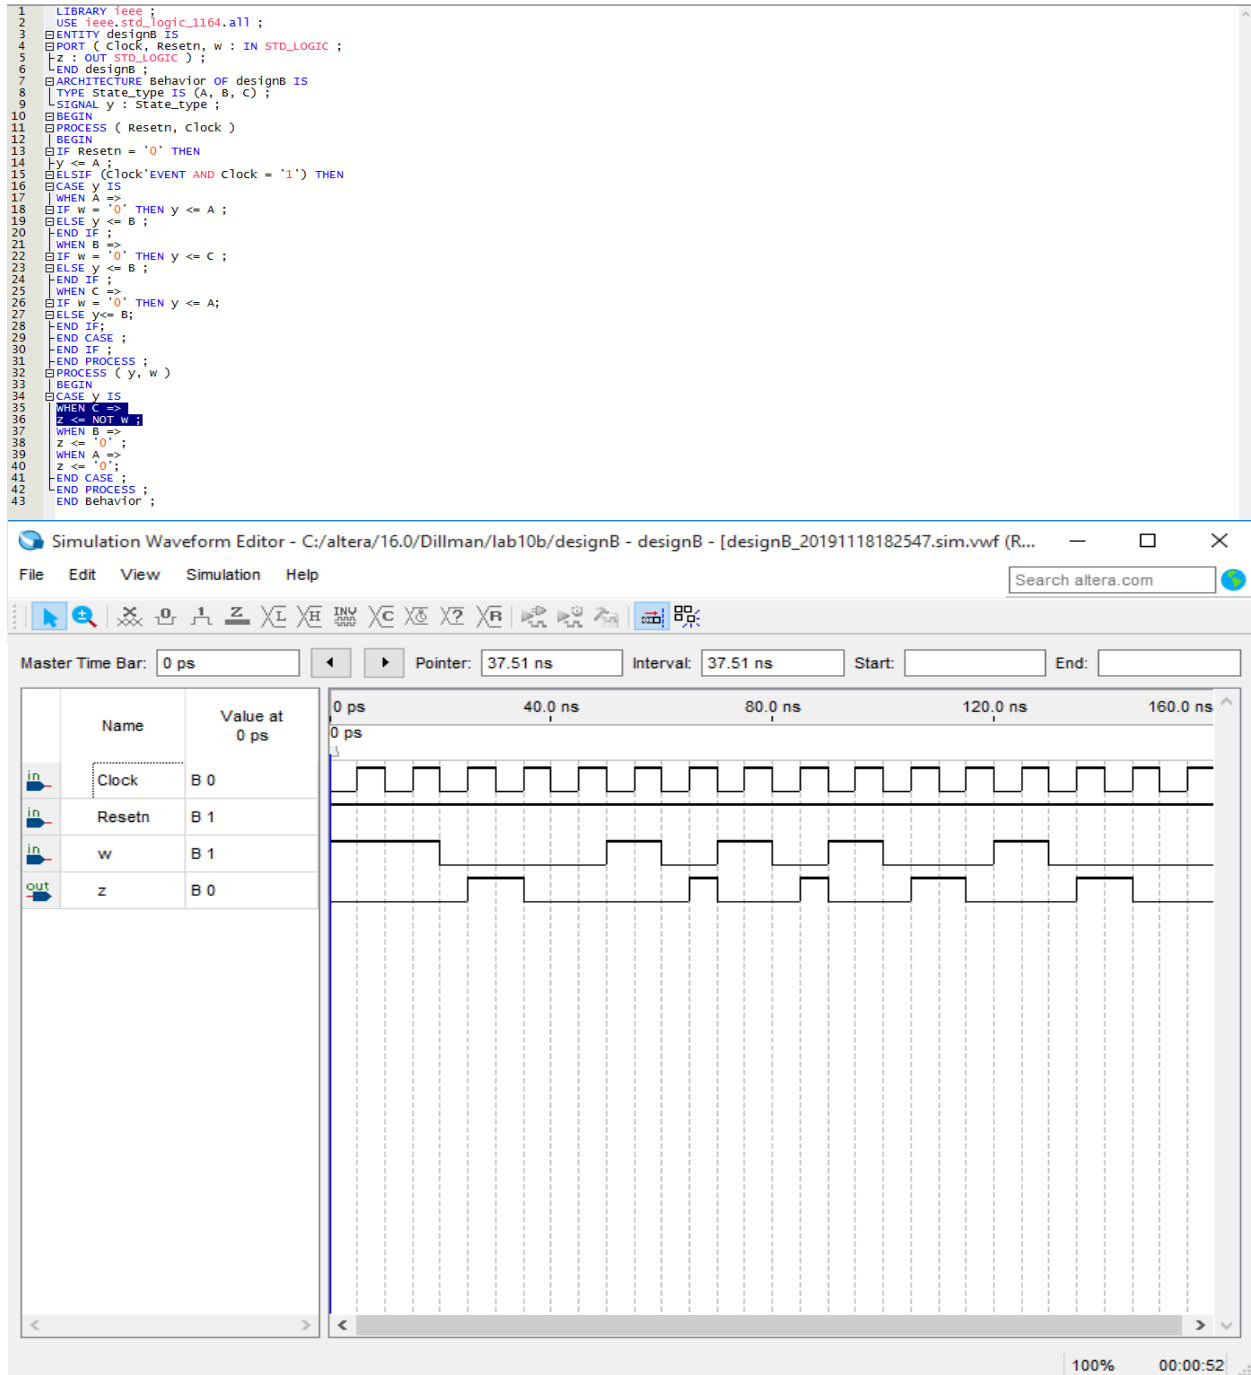 1 LIBRARY ieee ;
2 USE ieee.std_logic_1164.all ;
3 ENTITY designB IS
4 PORT ( Clock, Resetn, w : IN STD_LOGIC ;
5 z : OUT STD_LOGIC ) ;
6 END designB ;
7 ARCHITECTURE Behavior OF designB IS
8 TYPE State_type IS (A, B, C) ;
9 SIGNAL y : State_type ;
10 BEGIN
11 PROCESS ( Resetn, Clock )
12 BEGIN
13 IF Resetn = '0' THEN
14 y <= A ;
15 ELSIF (Clock'EVENT AND Clock = '1') THEN
16 CASE y IS
17 WHEN A =>
18 IF w = '0' THEN y <= A ;
19 ELSE y <= B ;
20 END IF ;
21 WHEN B =>
22 IF w = '0' THEN y <= C ;
23 ELSE y <= B ;
24 END IF ;
25 WHEN C =>
26 IF w = '0' THEN y <= A;
27 ELSE y<= B;
28 END IF;
29 END CASE ;
30 END IF ;
31 END PROCESS ;
32 PROCESS ( y, w )
33 BEGIN
34 CASE y IS
35 WHEN C =>
36 z <= NOT w ;
37 WHEN B =>
38 z <= '0' ;
39 WHEN A =>
40 z <= '0';
41 END CASE ;
42 END PROCESS ;
43 END Behavior ;
Simulation Waveform Editor - C:/altera/16.0/Dillman/lab10b/designB - designB - [designB_20191118182547.sim.vwf (R...
File Edit View Simulation Help
Search altera.com
Master Time Bar: 0 ps Pointer: 37.51 ns Interval: 37.51 ns Start: End:
Name Value at 0 ps
0 ps 40.0 ns 80.0 ns 120.0 ns 160.0 ns
0 ps
in Clock B 0
in Resetn B 1
in w B 1
out z B 0
100% 00:00:52